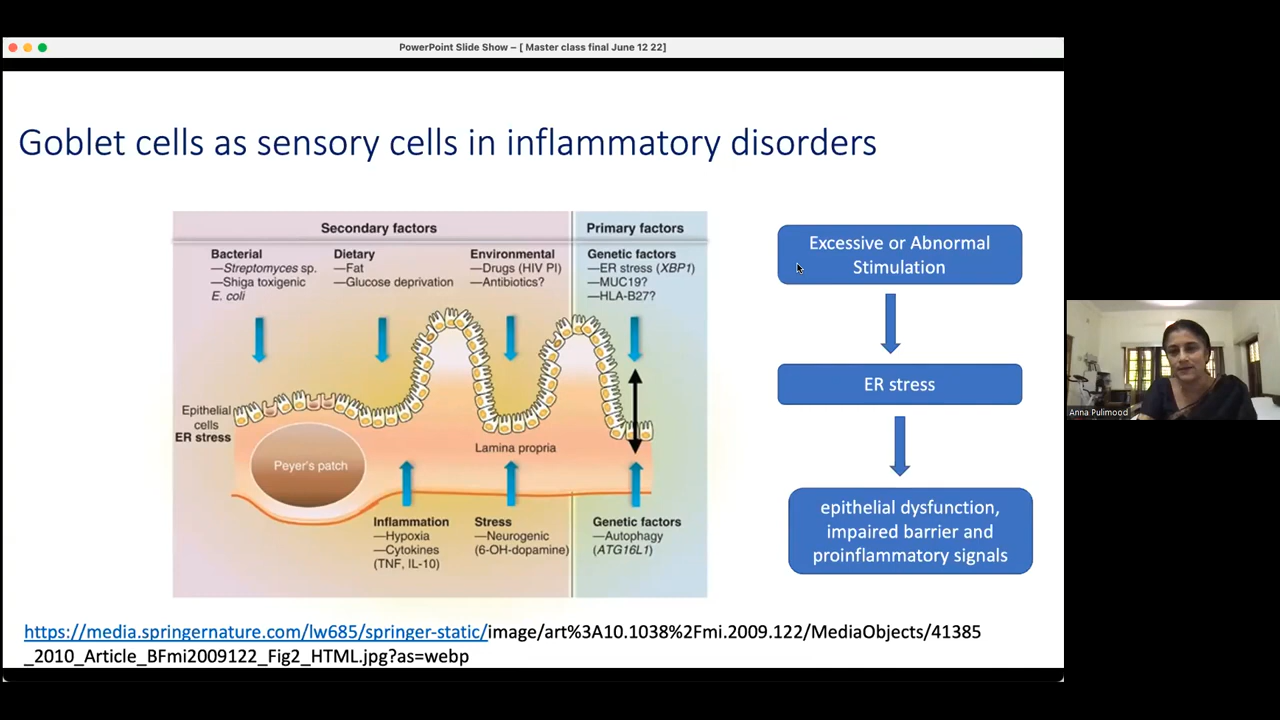 PowerPoint Slide Show – [ Master class final June 12 22]
Goblet cells as sensory cells in inflammatory disorders
Secondary factors
Primary factors
Bacterial
—Streptomyces sp.
—Shiga toxigenic
E. coli
Dietary
—Fat
—Glucose deprivation
Environmental
—Drugs (HIV PI)
—Antibiotics?
Genetic factors
—ER stress (XBP1)
—MUC19?
—HLA-B27?
Epithelial
cells
ER stress
Peyer's patch
Lamina propria
Inflammation
—Hypoxia
—Cytokines
(TNF, IL-10)
Stress
—Neurogenic
(6-OH-dopamine)
Genetic factors
—Autophagy
(ATG16L1)
Excessive or Abnormal
Stimulation
ER stress
epithelial dysfunction,
impaired barrier and
proinflammatory signals
Anna Pulimood
https://media.springernature.com/lw685/springer-static/image/art%3A10.1038%2Fmi.2009.122/MediaObjects/41385
_2010_Article_BFmi2009122_Fig2_HTML.jpg?as=webp